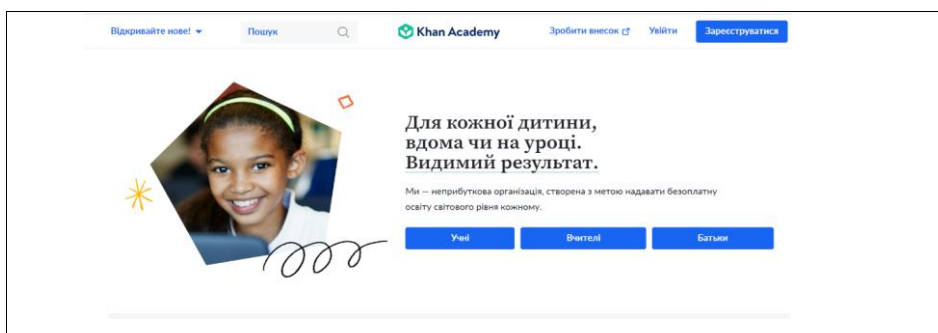 Відкривайте нове!
Пошук
Khan Academy
Зробити внесок
Увійти
Зареєструватися
Для кожної дитини,
вдома чи на уроці.
Видимий результат.
Ми — неприбуткова організація, створена з метою надавати безоплатну
освіту світового рівня кожному.
Учні
Вчителі
Батьки